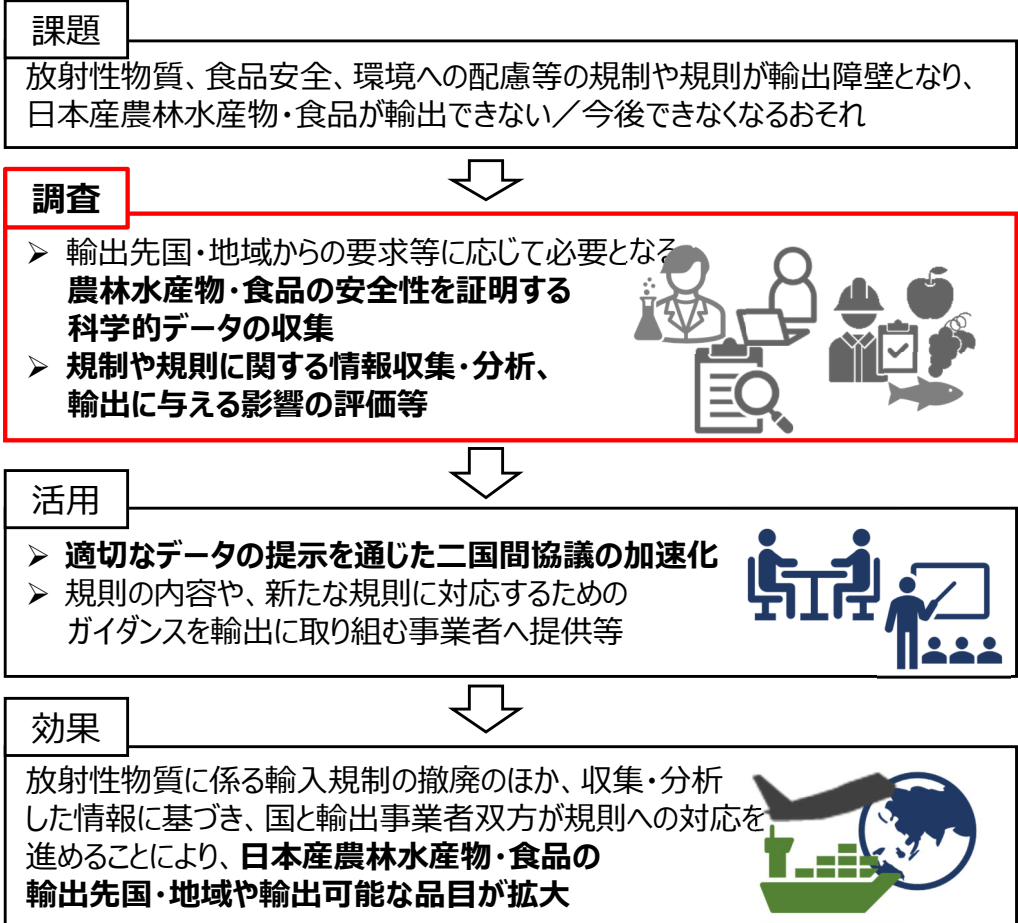 課題
放射性物質、食品安全、環境への配慮等の規制や規則が輸出障壁となり、
日本産農林水産物・食品が輸出できない／今後できなくなるおそれ
調査
➢ 輸出先国・地域からの要求等に応じて必要となる
農林水産物・食品の安全性を証明する
科学的データの収集
➢ 規制や規則に関する情報収集・分析、
輸出に与える影響の評価等
活用
➢ 適切なデータの提示を通じた二国間協議の加速化
➢ 規則の内容や、新たな規則に対応するための
ガイダンスを輸出に取り組む事業者へ提供等
効果
放射性物質に係る輸入規制の撤廃のほか、収集・分析
した情報に基づき、国と輸出事業者双方が規則への対応を
進めることにより、日本産農林水産物・食品の
輸出先国・地域や輸出可能な品目が拡大